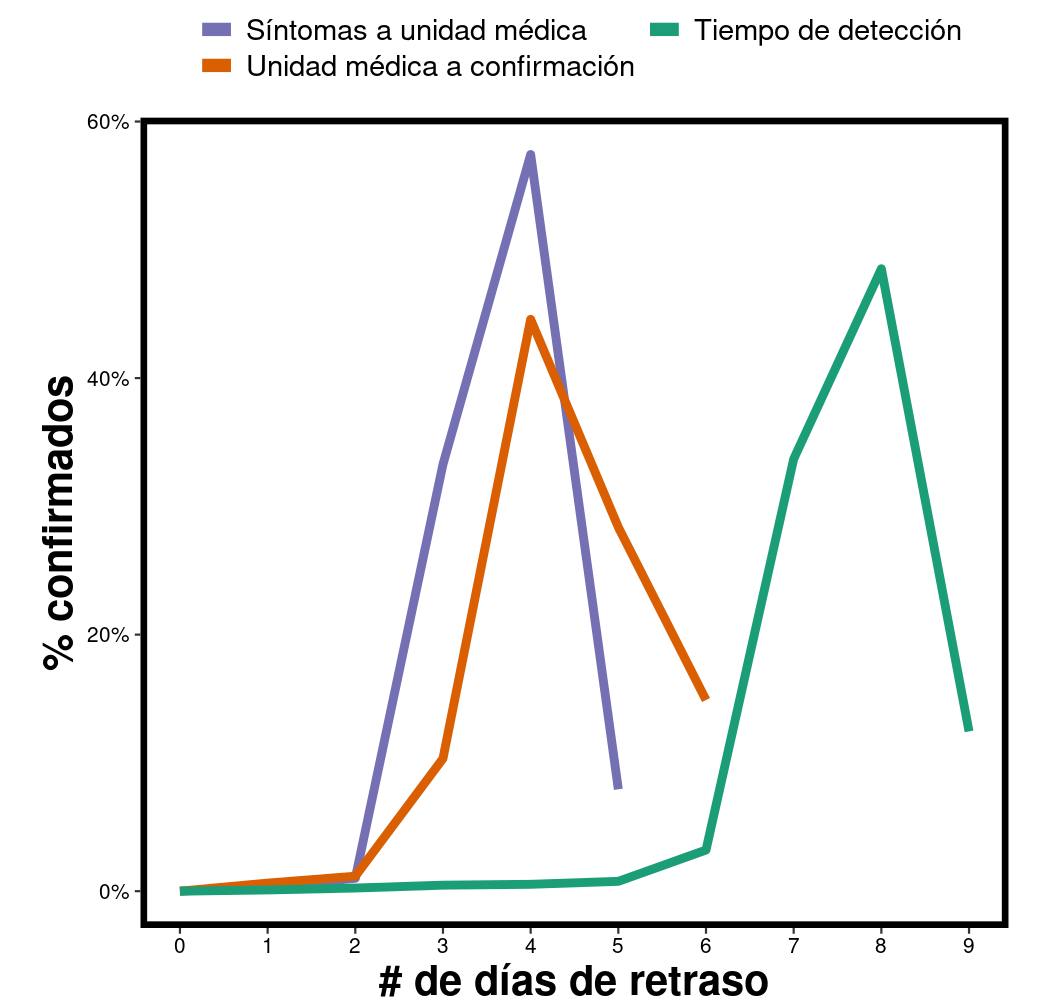 Síntomas a unidad médica
Tiempo de detección
Unidad médica a confirmación
60%
40%
20%
0%
% confirmados
0 1 2 3 4 5 6 7 8 9
# de días de retraso